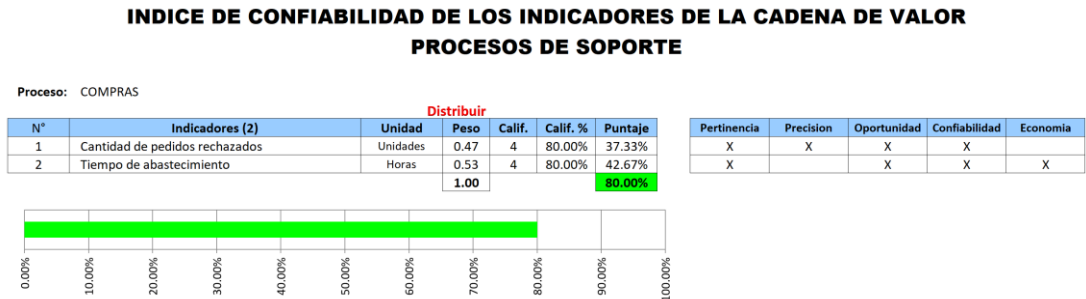 INDICE DE CONFIABILIDAD DE LOS INDICADORES DE LA CADENA DE VALOR
PROCESOS DE SOPORTE
Proceso: COMPRAS
Distribuir
N° Indicadores (2) Unidad Peso Calif. Calif. % Puntaje Pertinencia Precision Oportunidad Confiabilidad Economia
1 Cantidad de pedidos rechazados Unidades 0.47 4 80.00% 37.33% X X X X
2 Tiempo de abastecimiento Horas 0.53 4 80.00% 42.67% X X X X
1.00 80.00%
0.00% 10.00% 20.00% 30.00% 40.00% 50.00% 60.00% 70.00% 80.00% 90.00% 100.00%